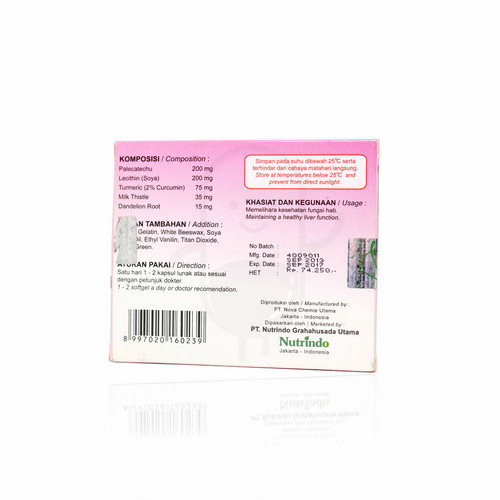 KOMPOSISI / Composition :
Palecatechu 200 mg
Lecithin (Soya) 200 mg
Turmeric (2% Curcumin) 75 mg
Milk Thistle 35 mg
Dandelion Root 15 mg
TAMBAHAN / Addition :
Gelatin, White Beeswax, Soya
Ethyl Vanilin, Titan Dioxide,
Green.
ATURAN PAKAI / Direction :
Satu hari 1 - 2 kapsul lunak atau sesuai
dengan petunjuk dokter.
1 - 2 softgel a day or doctor recomendation.
8 997020 160239
Simpan pada suhu dibawah 25°C serta
terhindar dari cahaya matahari langsung.
Store at temperatures below 25°C and
prevent from direct sunlight.
KHASIAT DAN KEGUNAAN / Usage :
Memelihara kesehatan fungsi hati.
Maintaining a healthy liver function.
No Batch :
Mfg. Date : 4009011
Exp. Date : SEP 2013
HET : SEP 2017
Rp. 74.250,-
Diproduksi oleh / Manufactured by :
PT. Nova Chemie Utama
Jakarta - Indonesia
Dipasarkan oleh / Marketed by :
PT. Nutrindo Grahahusada Utama
Nutrindo
Jakarta - Indonesia